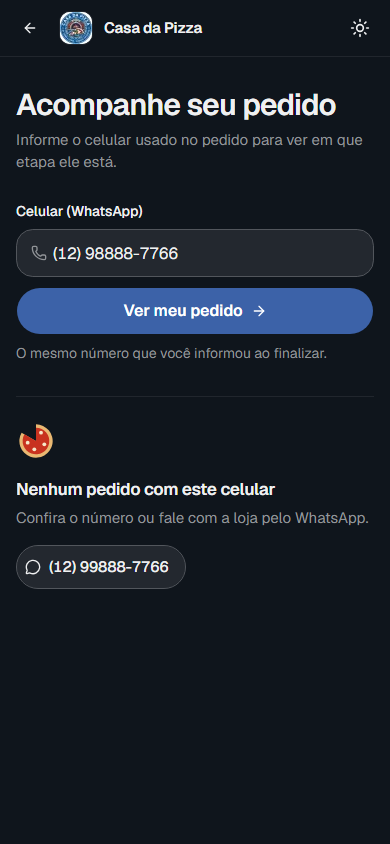 Casa da Pizza
Acompanhe seu pedido
Informe o celular usado no pedido para ver em que
etapa ele está.
Celular (WhatsApp)
(12) 98888-7766
Ver meu pedido
O mesmo número que você informou ao finalizar.
Nenhum pedido com este celular
Confira o número ou fale com a loja pelo WhatsApp.
(12) 99888-7766